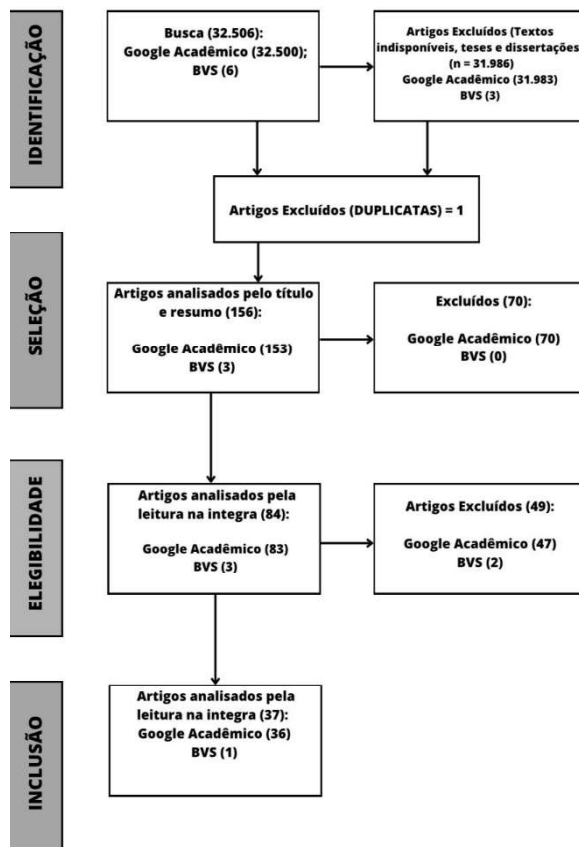 IDENTIFICAÇÃO
Busca (32.506):
Google Acadêmico (32.500);
BVS (6)
Artigos Excluídos (Textos
indisponíveis, teses e dissertações
(n = 31.986)
Google Acadêmico (31.983)
BVS (3)
Artigos Excluídos (DUPLICATAS) = 1
SELEÇÃO
Artigos analisados pelo título
e resumo (156):
Google Acadêmico (153)
BVS (3)
Excluídos (70):
Google Acadêmico (70)
BVS (0)
ELEGIBILIDADE
Artigos analisados pela
leitura na integra (84):
Google Acadêmico (83)
BVS (3)
Artigos Excluídos (49):
Google Acadêmico (47)
BVS (2)
INCLUSÃO
Artigos analisados pela
leitura na integra (37):
Google Acadêmico (36)
BVS (1)